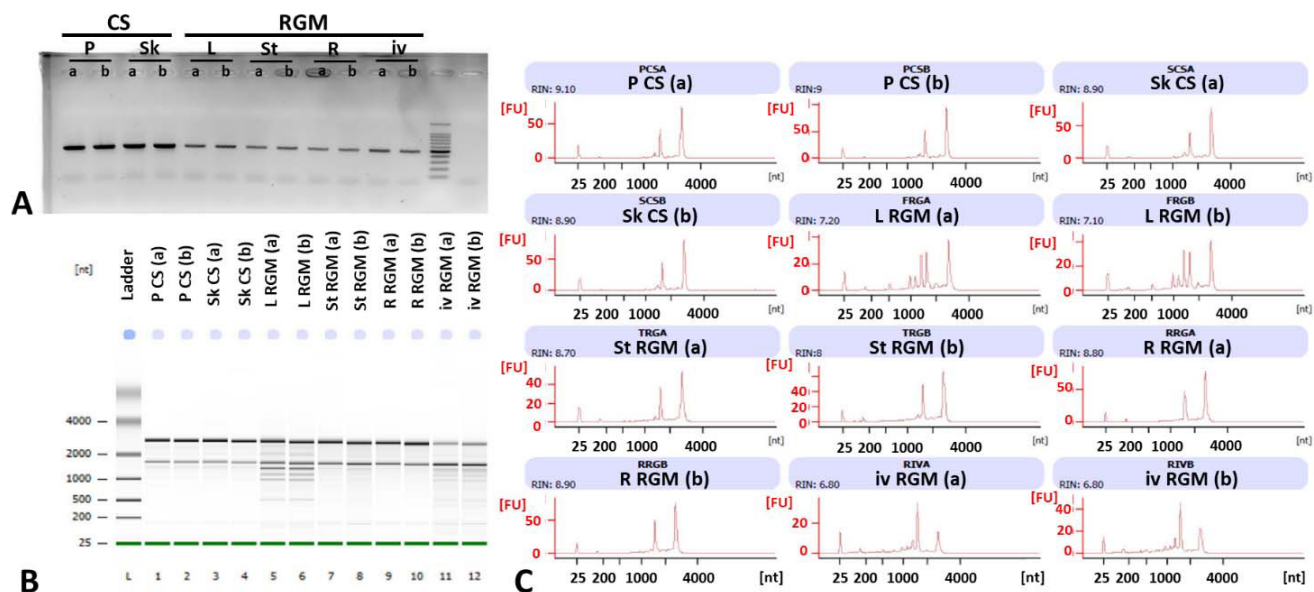 CS RGM
P Sk L St R iv
a b a b a b a b a b a b
A
[nt] Ladder P CS (a) P CS (b) Sk CS (a) Sk CS (b) L RGM (a) L RGM (b) St RGM (a) St RGM (b) R RGM (a) R RGM (b) iv RGM (a) iv RGM (b)
4000
2000
1000
500
200
25
L 1 2 3 4 5 6 7 8 9 10 11 12
B
PCSA
RIN: 9.10
P CS (a)
[FU]
50
0
25 200 1000 4000 [nt]
PCSB
RIN:9
P CS (b)
[FU]
50
0
25 200 1000 4000 [nt]
SCSA
RIN: 8.90
Sk CS (a)
[FU]
50
0
25 200 1000 4000 [nt]
SCSB
RIN: 8.90
Sk CS (b)
[FU]
50
0
25 200 1000 4000 [nt]
FRGA
RIN: 7.20
L RGM (a)
[FU]
20
0
25 200 1000 4000 [nt]
FRGB
RIN: 7.10
L RGM (b)
[FU]
20
0
25 200 1000 4000 [nt]
TRGA
RIN: 8.70
St RGM (a)
[FU]
40
20
0
25 200 1000 4000 [nt]
TRGB
RIN:8
St RGM (b)
[FU]
40
20
0
25 200 1000 4000 [nt]
RRGA
RIN: 8.80
R RGM (a)
[FU]
50
0
25 200 1000 4000 [nt]
RRGB
RIN: 8.90
R RGM (b)
[FU]
50
0
25 200 1000 4000 [nt]
RIVA
RIN: 6.80
iv RGM (a)
[FU]
20
0
25 200 1000 4000 [nt]
RIVB
RIN: 6.80
iv RGM (b)
[FU]
40
20
0
25 200 1000 4000 [nt]
C